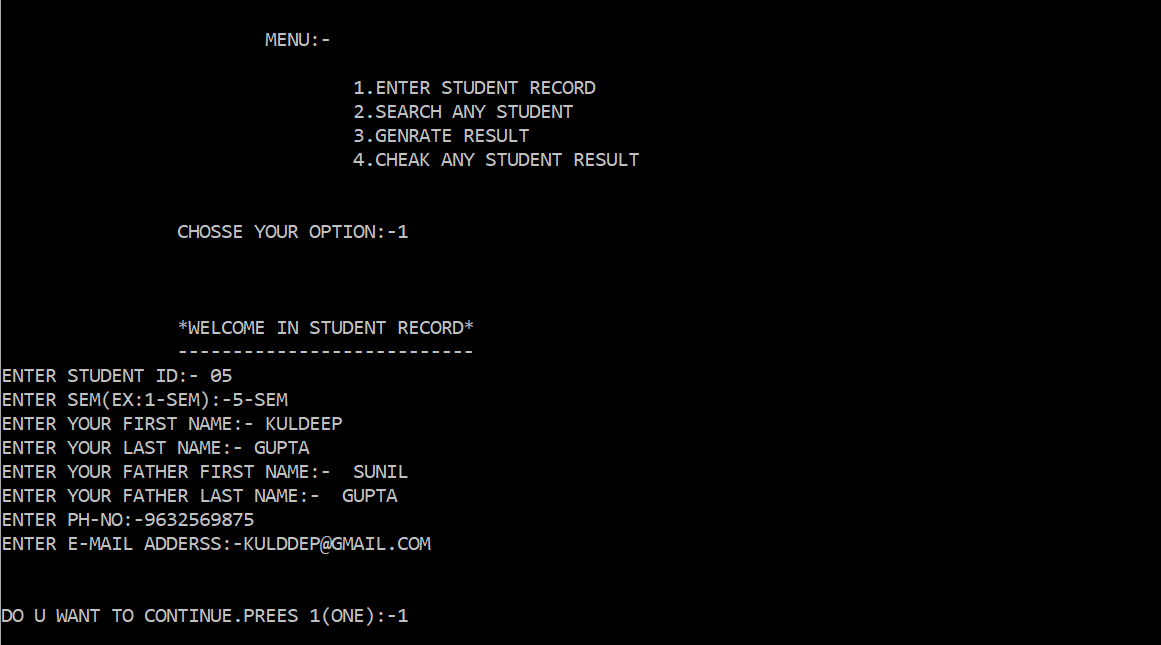 MENU:-
1.ENTER STUDENT RECORD
2.SEARCH ANY STUDENT
3.GENRATE RESULT
4.CHEAK ANY STUDENT RESULT
CHOSSE YOUR OPTION:-1
*WELCOME IN STUDENT RECORD*
---------------------------
ENTER STUDENT ID:- 05
ENTER SEM(EX:1-SEM):-5-SEM
ENTER YOUR FIRST NAME:- KULDEEP
ENTER YOUR LAST NAME:- GUPTA
ENTER YOUR FATHER FIRST NAME:-  SUNIL
ENTER YOUR FATHER LAST NAME:-  GUPTA
ENTER PH-NO:-9632569875
ENTER E-MAIL ADDERSS:-KULDDEP@GMAIL.COM
DO U WANT TO CONTINUE.PREES 1(ONE):-1